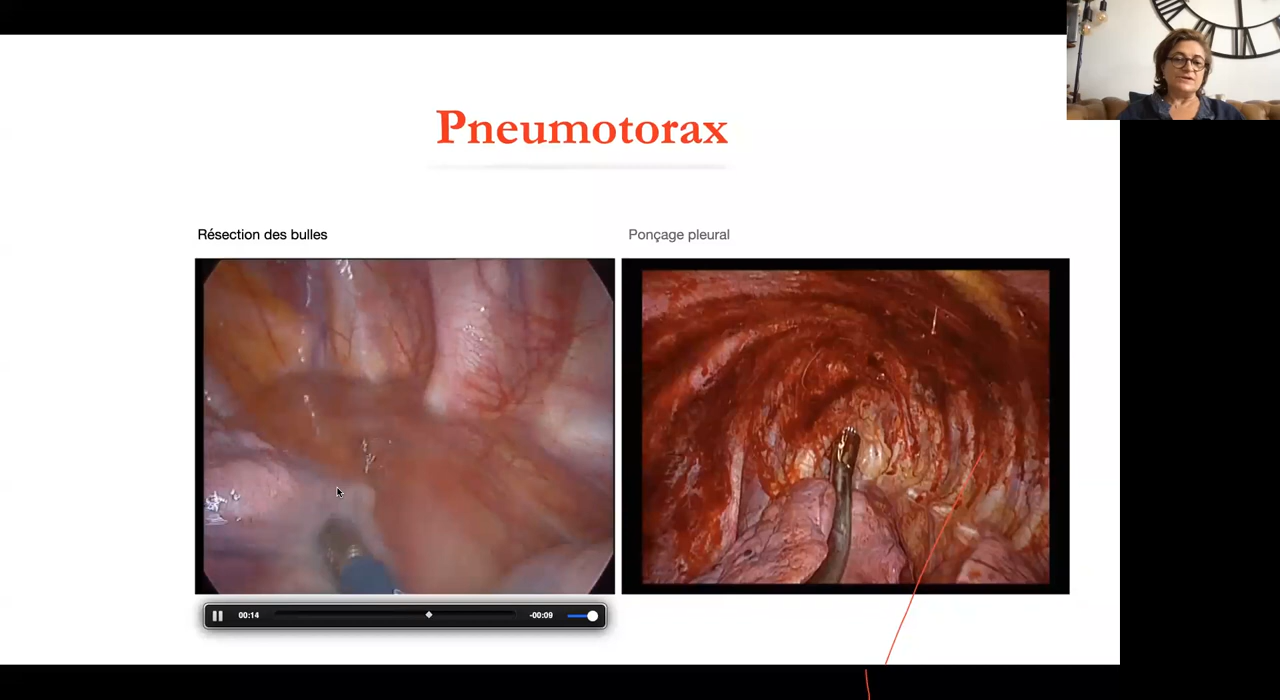 Pneumotorax
Résection des bulles
Ponçage pleural
00:14
-00:09